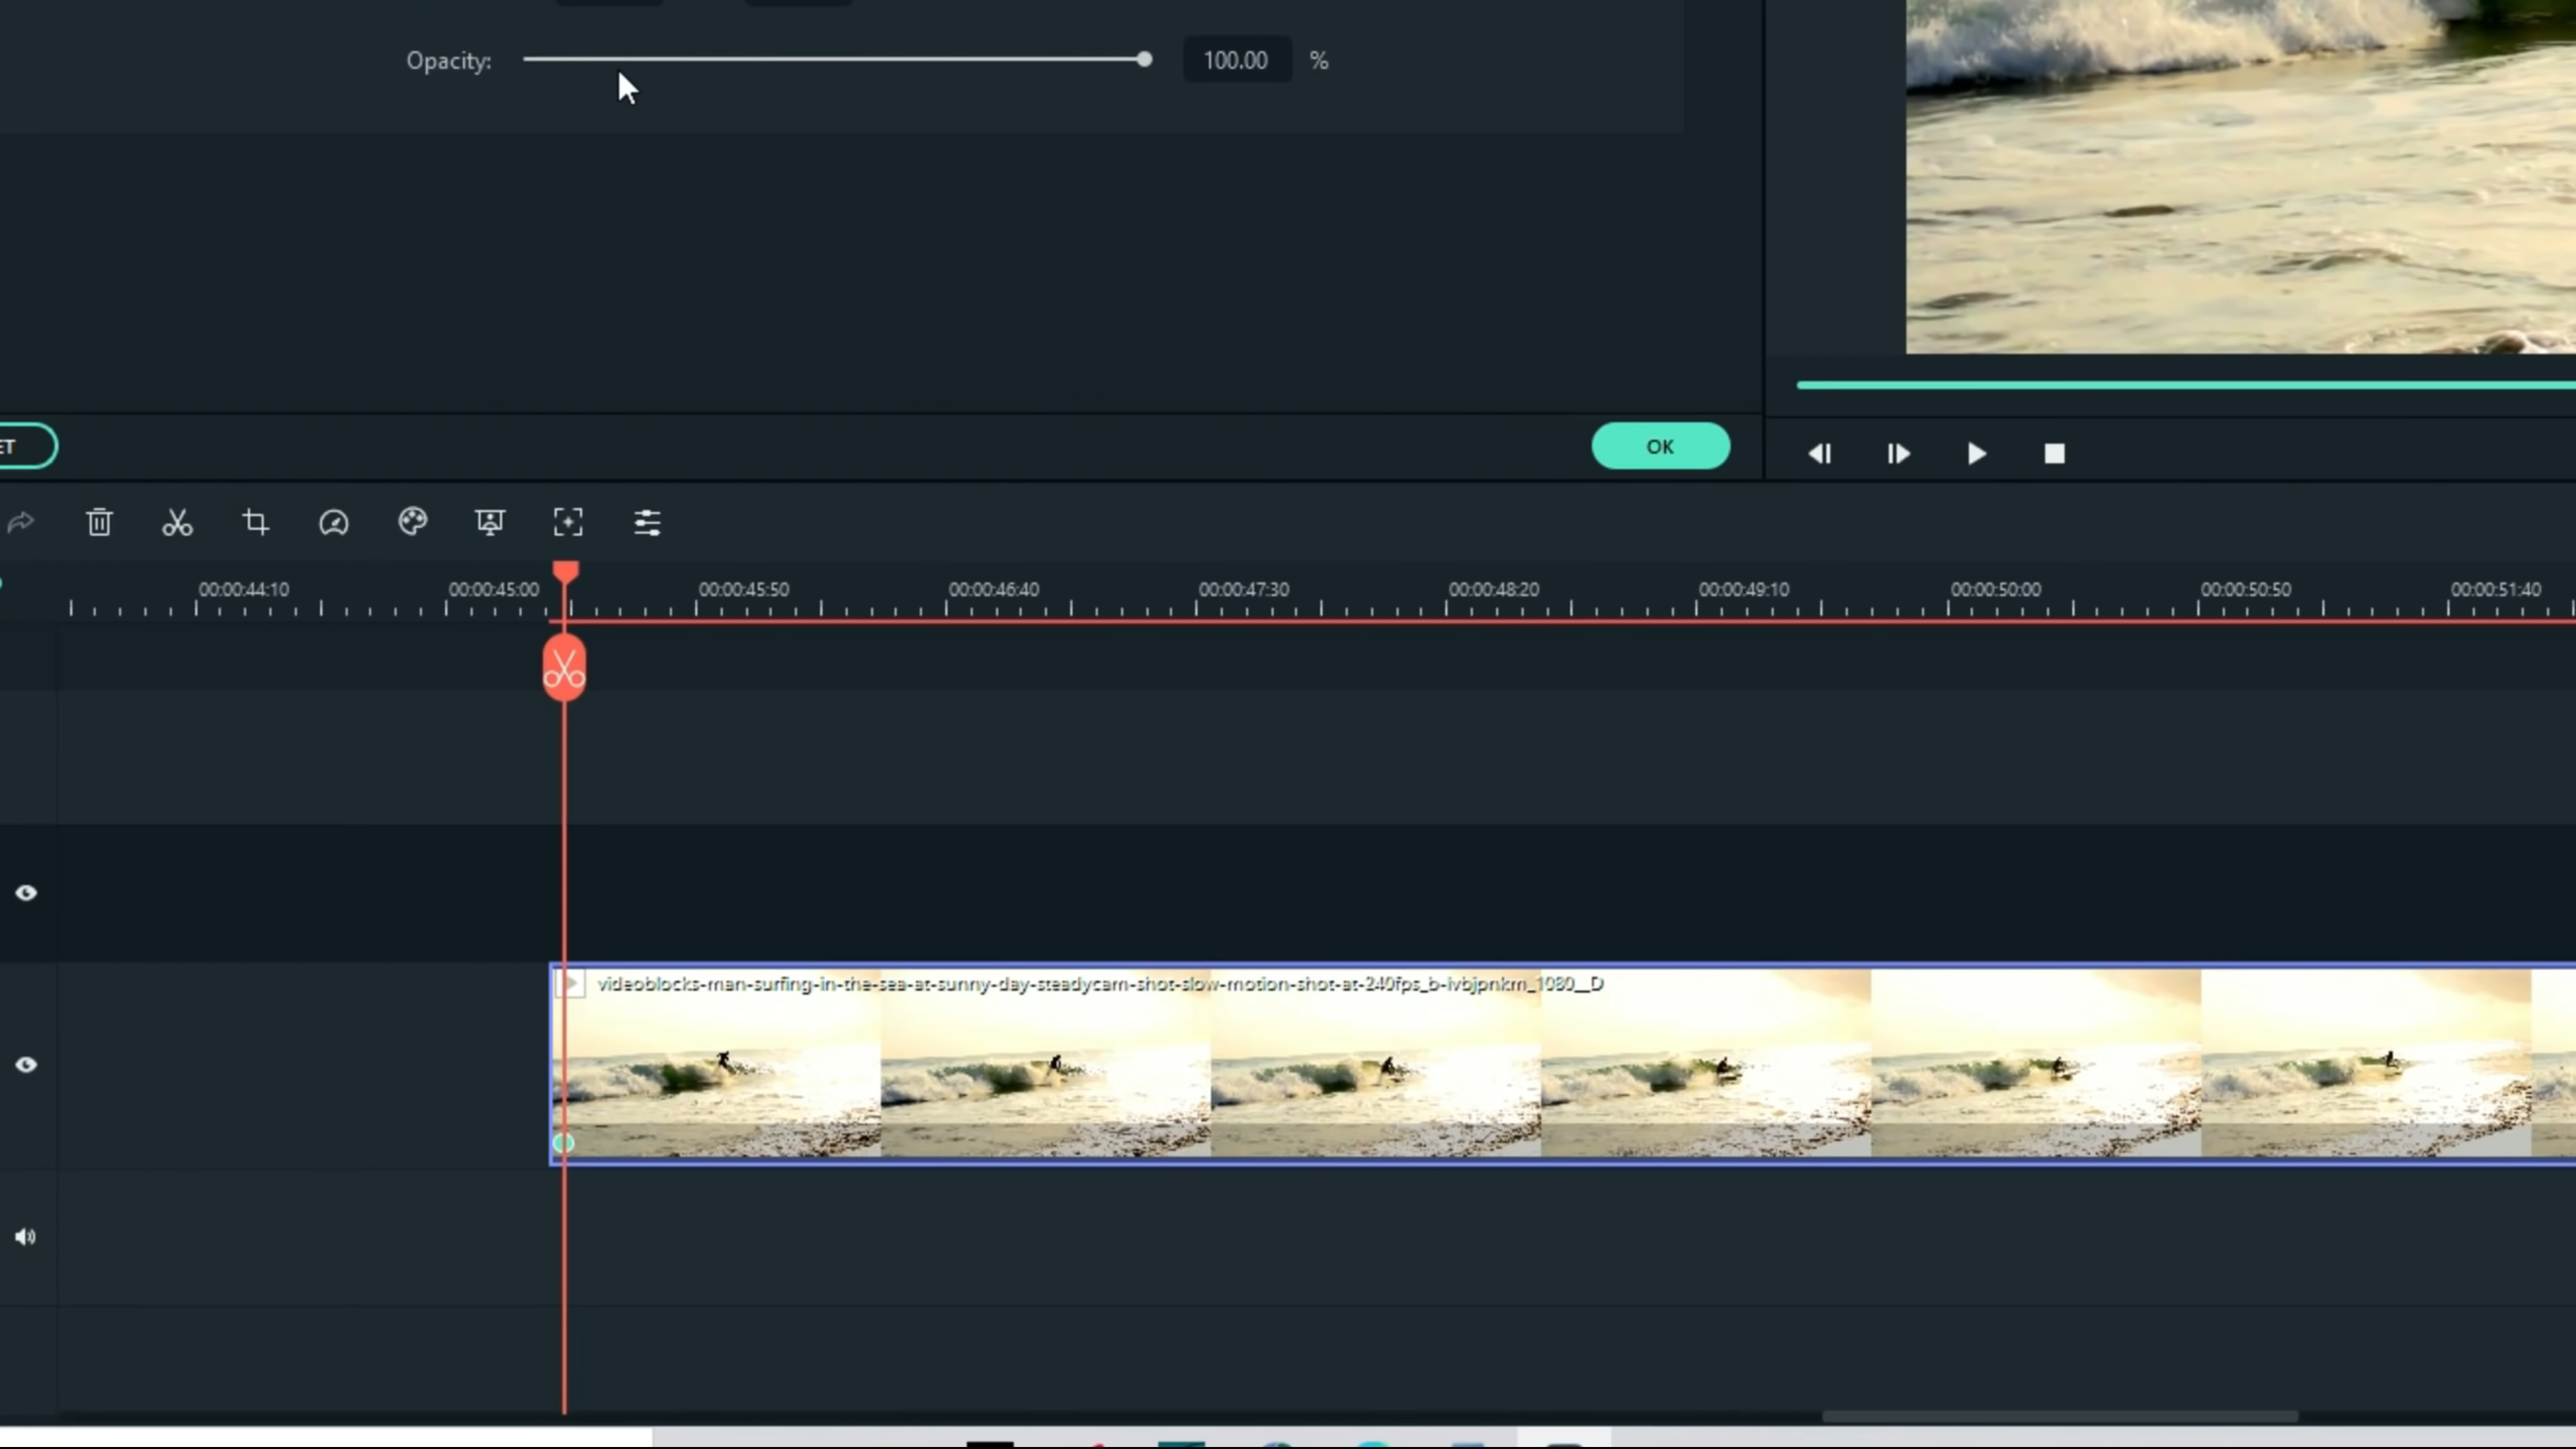 Opacity: 100.00 %
ET
OK
00:00:44:10 00:00:45:00 00:00:45:50 00:00:46:40 00:00:47:30 00:00:48:20 00:00:49:10 00:00:50:00 00:00:50:50 00:00:51:40
videoblocks-man-surfing-in-the-sea-at-sunny-day-steadycam-shot-slow-motion-shot-at-240fps_b-ivbjpnkm_1080__D